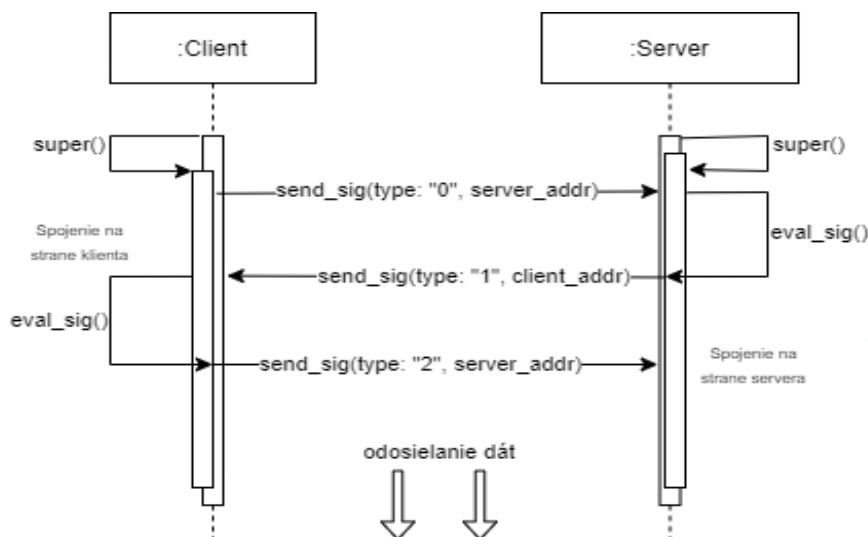 :Client
:Server
super()
super()
send_sig(type: "0", server_addr)
Spojenie na
strane klienta
eval_sig()
send_sig(type: "1", client_addr)
eval_sig()
send_sig(type: "2", server_addr)
Spojenie na
strane servera
odosielanie dát